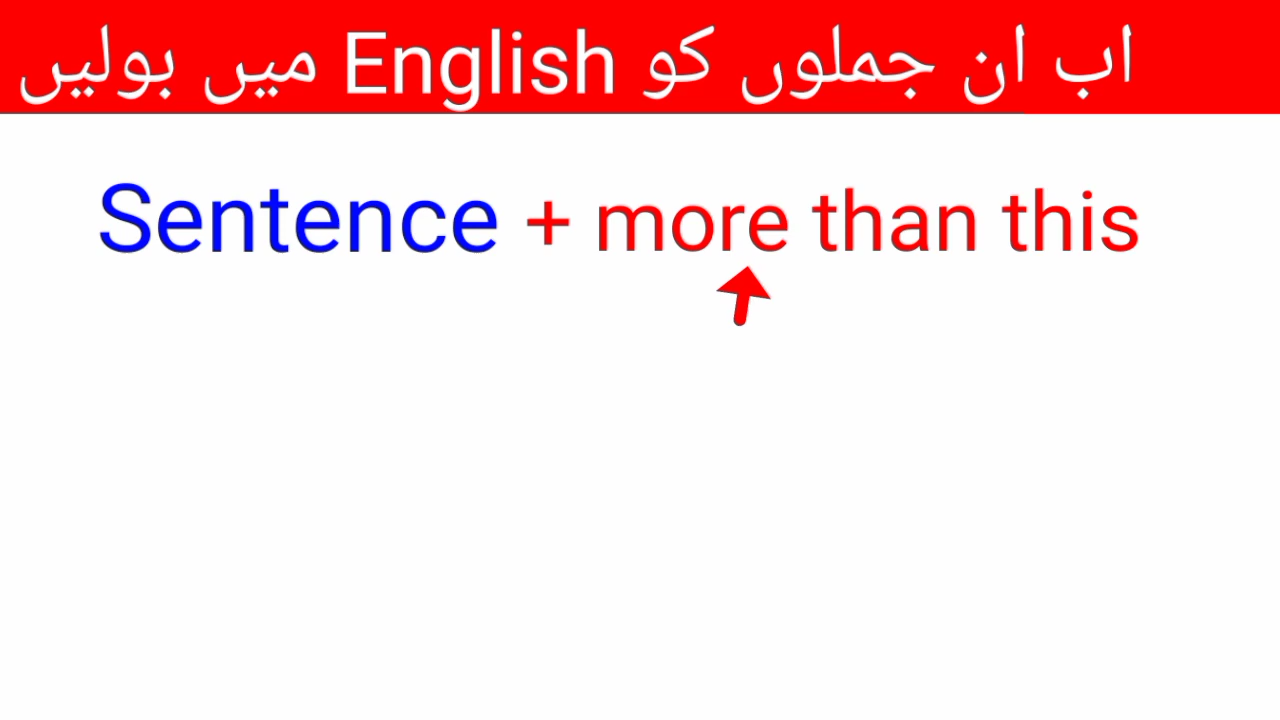 اب ان جملوں کو English میں بولیں
Sentence + more than this